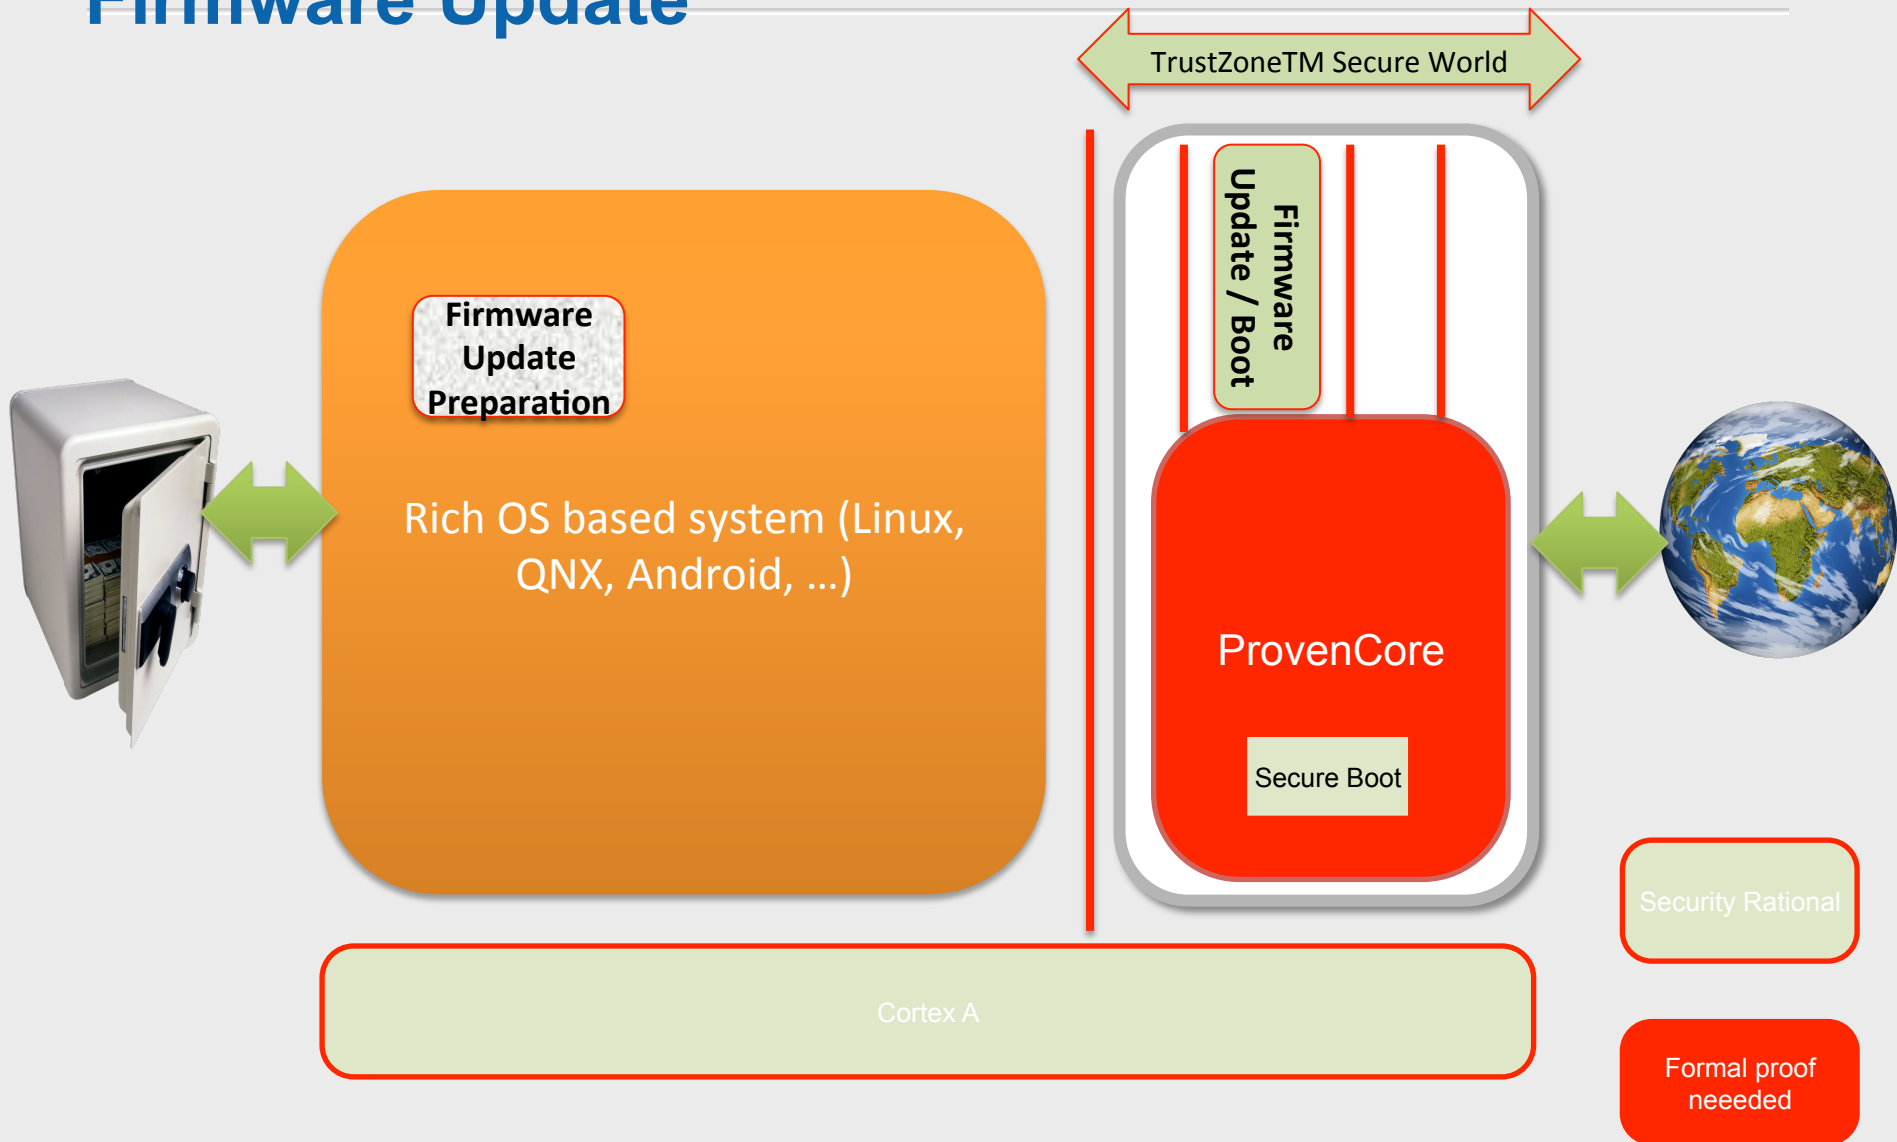 Firmware Update
TrustZoneTM Secure World
Firmware
Update / Boot
Firmware
Update
Preparation
Rich OS based system (Linux,
QNX, Android, ...)
ProvenCore
Secure Boot
Security Rational
Cortex A
Formal proof
neeeded